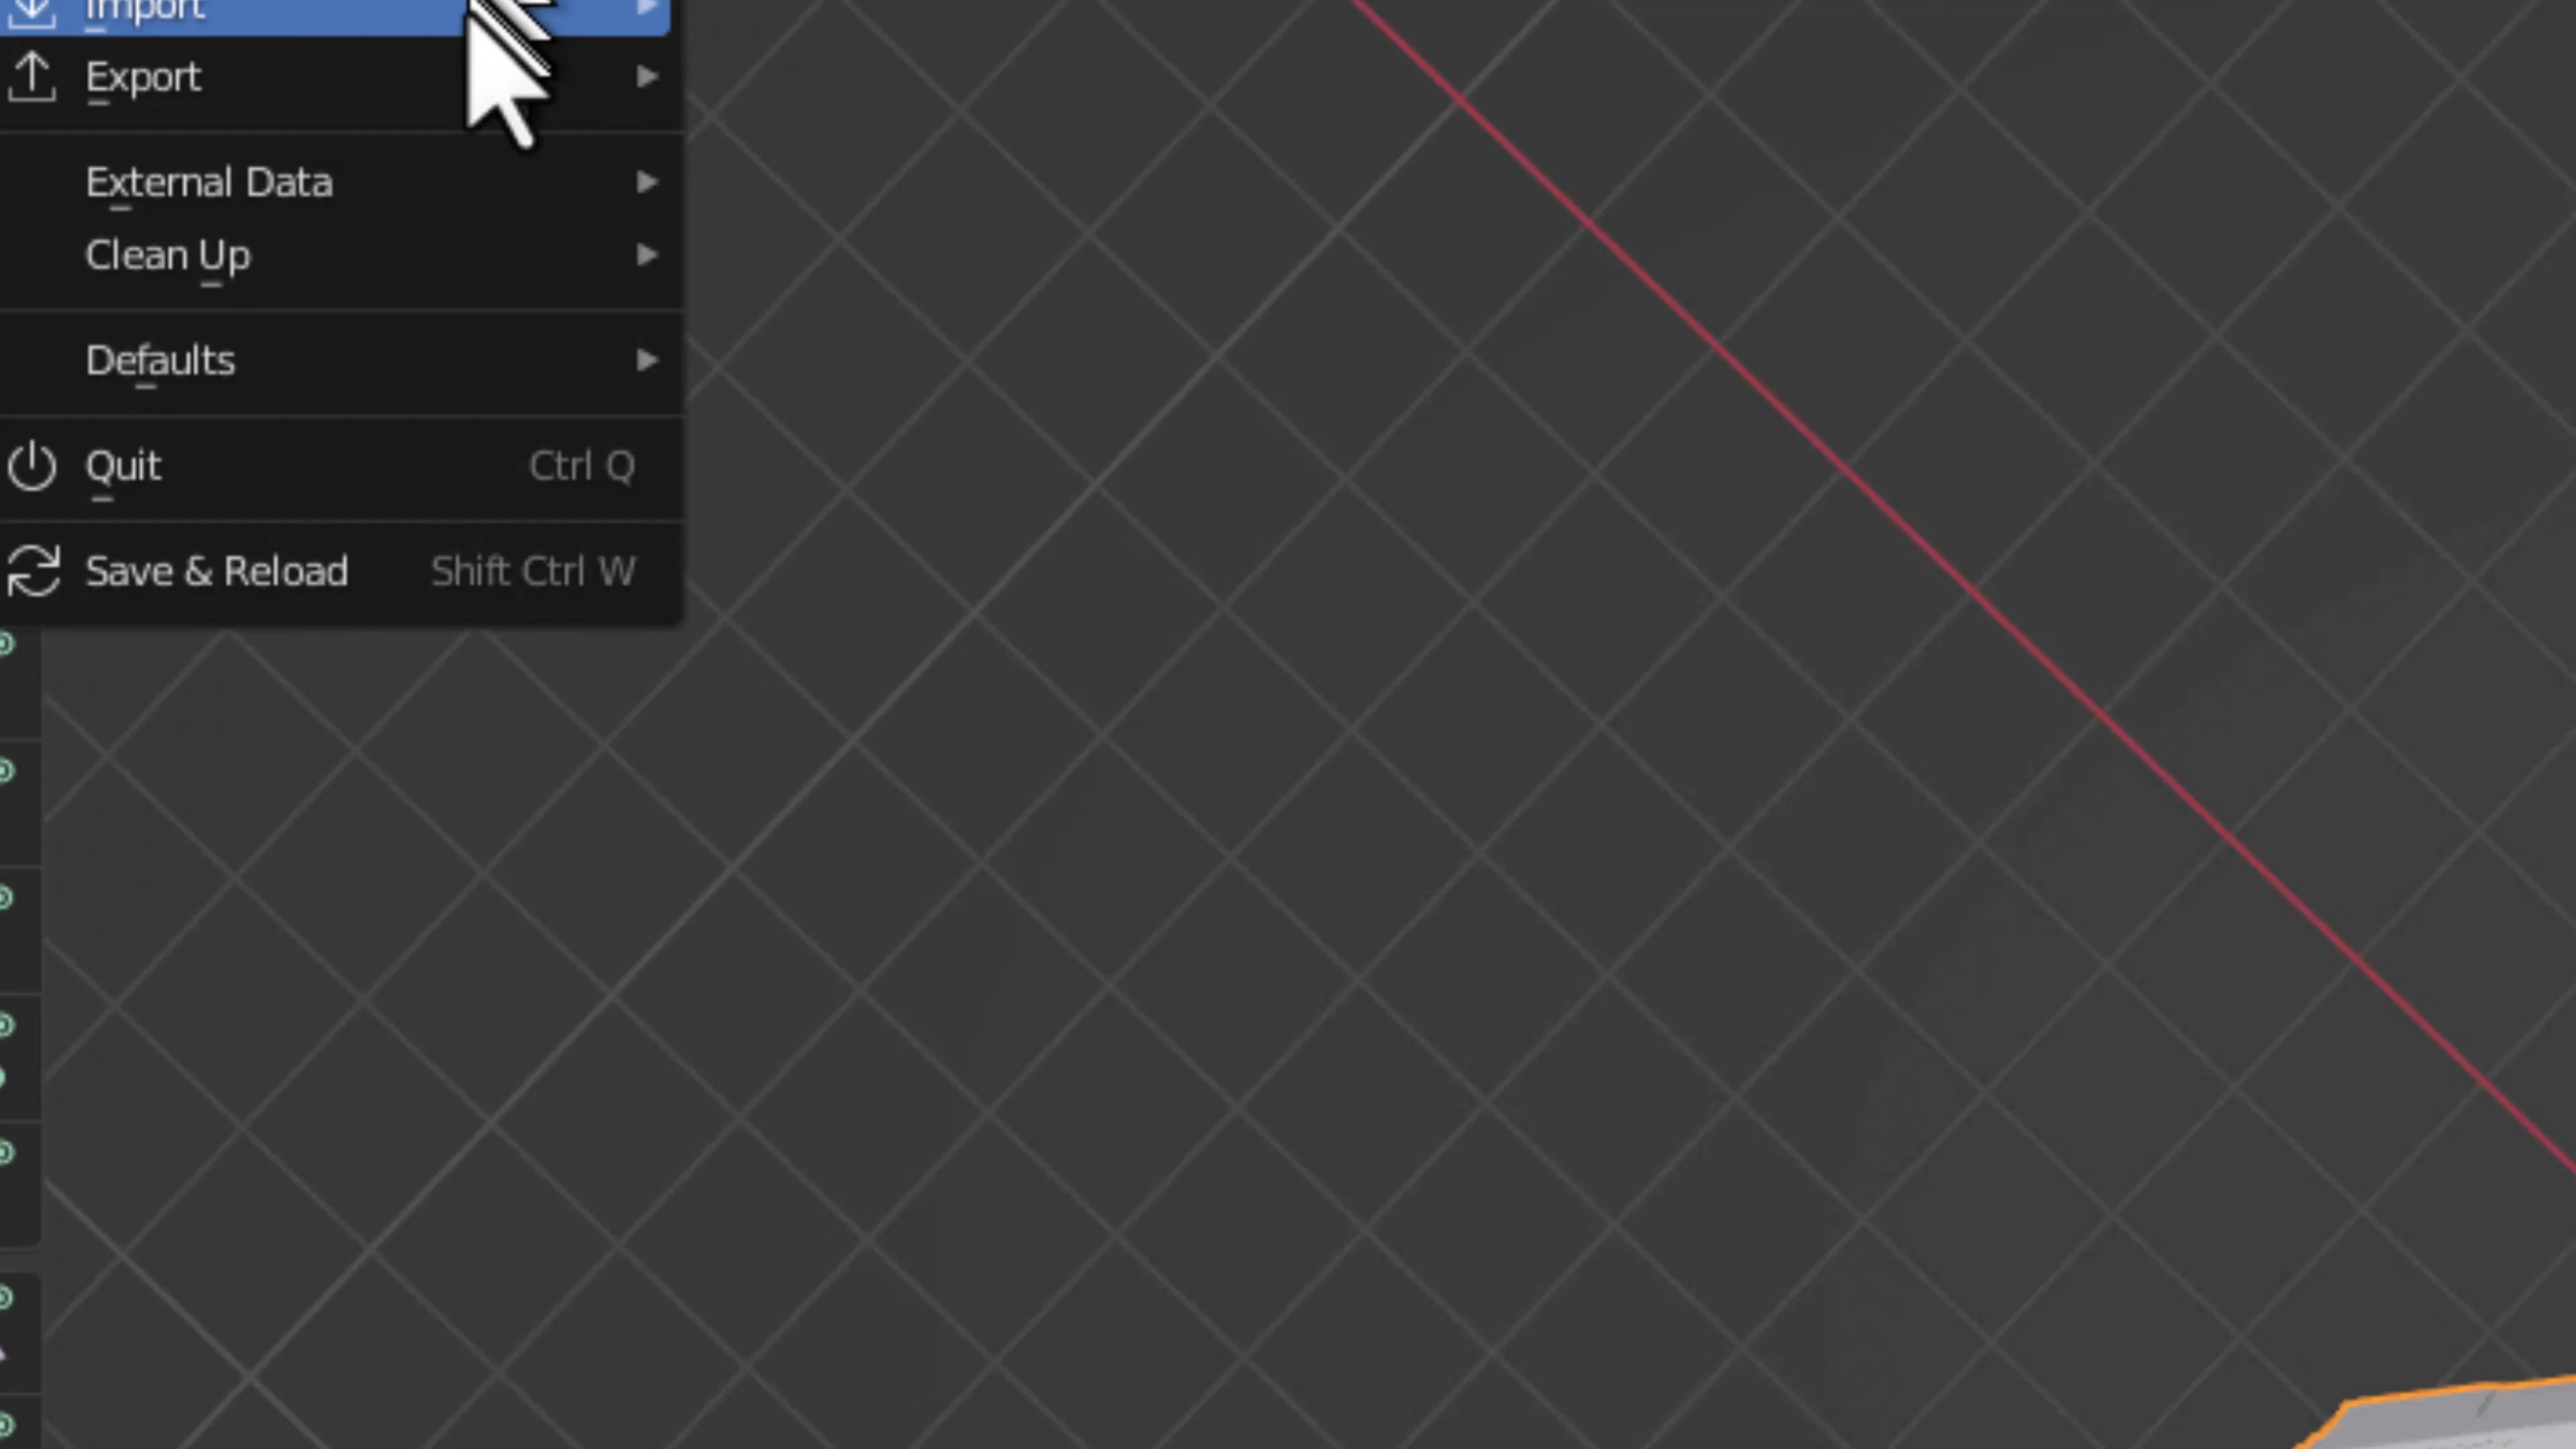 Import
Export
External Data
Clean Up
Defaults
Quit Ctrl Q
Save & Reload Shift Ctrl W